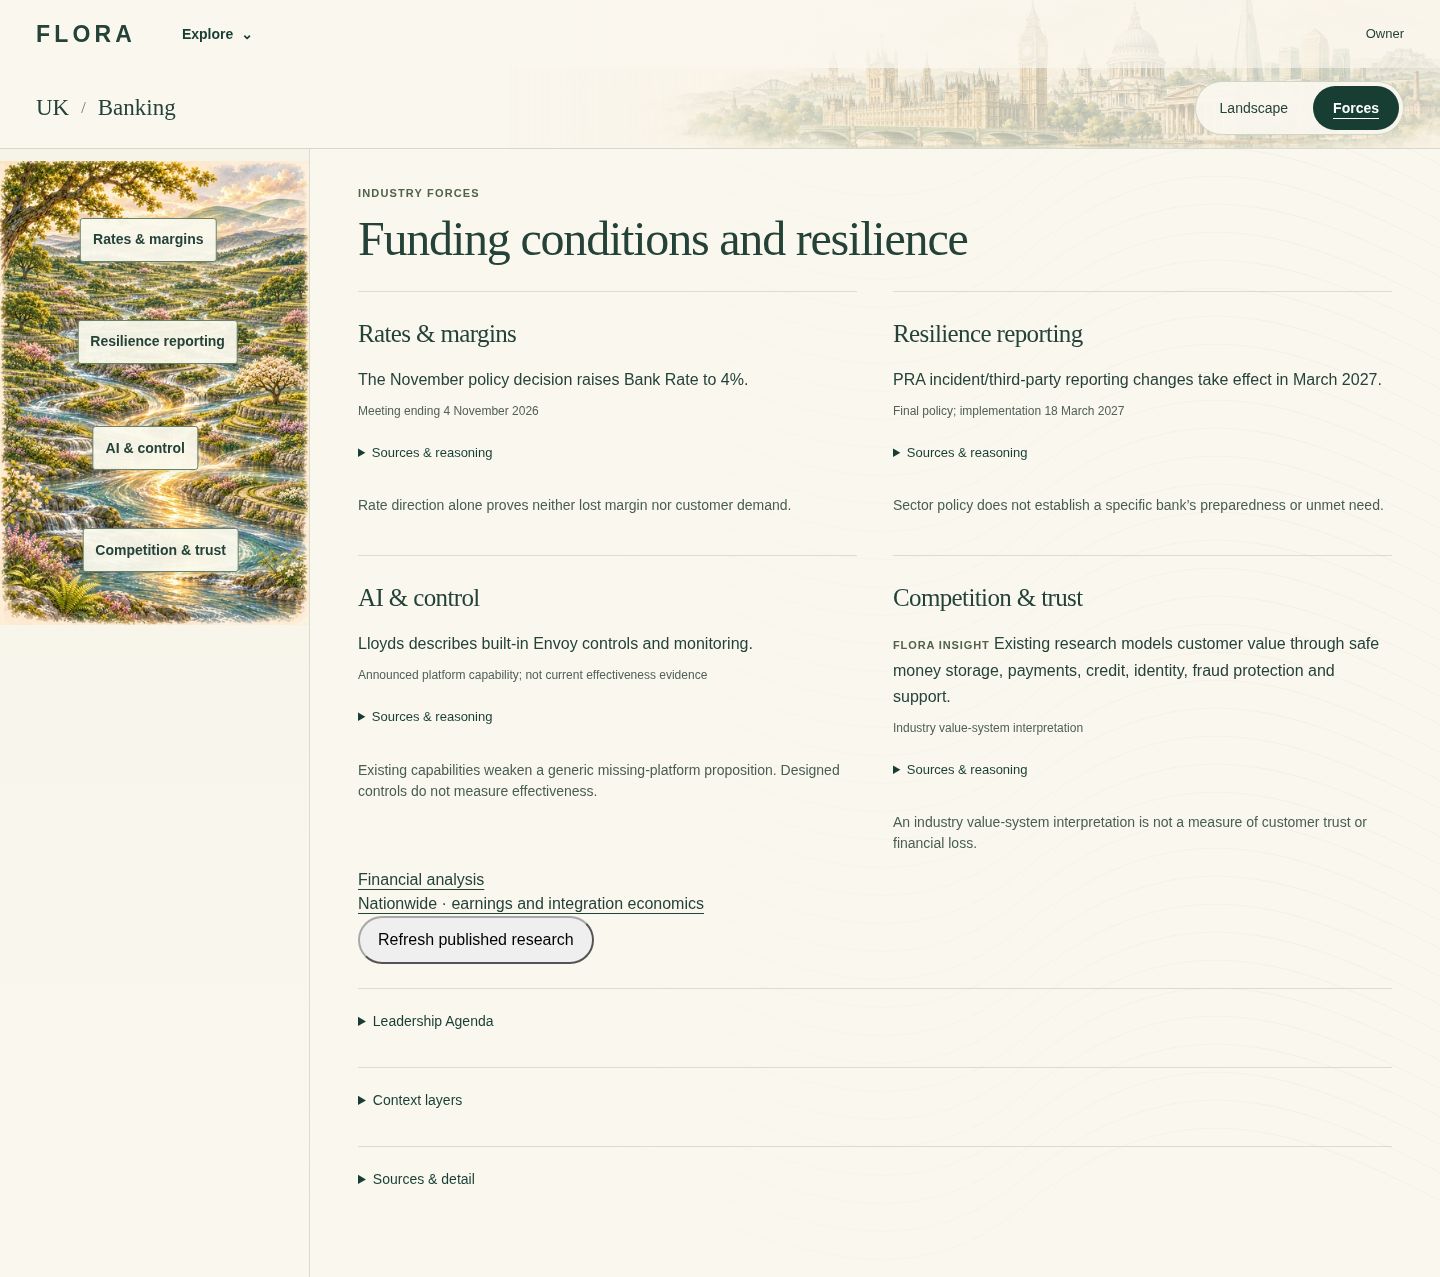 FLORA
Explore
Owner
UK / Banking
Landscape
Forces
Rates & margins
Resilience reporting
AI & control
Competition & trust
INDUSTRY FORCES
Funding conditions and resilience
Rates & margins
The November policy decision raises Bank Rate to 4%.
Meeting ending 4 November 2026
Sources & reasoning
Rate direction alone proves neither lost margin nor customer demand.
Resilience reporting
PRA incident/third-party reporting changes take effect in March 2027.
Final policy; implementation 18 March 2027
Sources & reasoning
Sector policy does not establish a specific bank's preparedness or unmet need.
AI & control
Lloyds describes built-in Envoy controls and monitoring.
Announced platform capability; not current effectiveness evidence
Sources & reasoning
Existing capabilities weaken a generic missing-platform proposition. Designed
controls do not measure effectiveness.
Competition & trust
FLORA INSIGHT Existing research models customer value through safe
money storage, payments, credit, identity, fraud protection and
support.
Industry value-system interpretation
Sources & reasoning
An industry value-system interpretation is not a measure of customer trust or
financial loss.
Financial analysis
Nationwide · earnings and integration economics
Refresh published research
Leadership Agenda
Context layers
Sources & detail